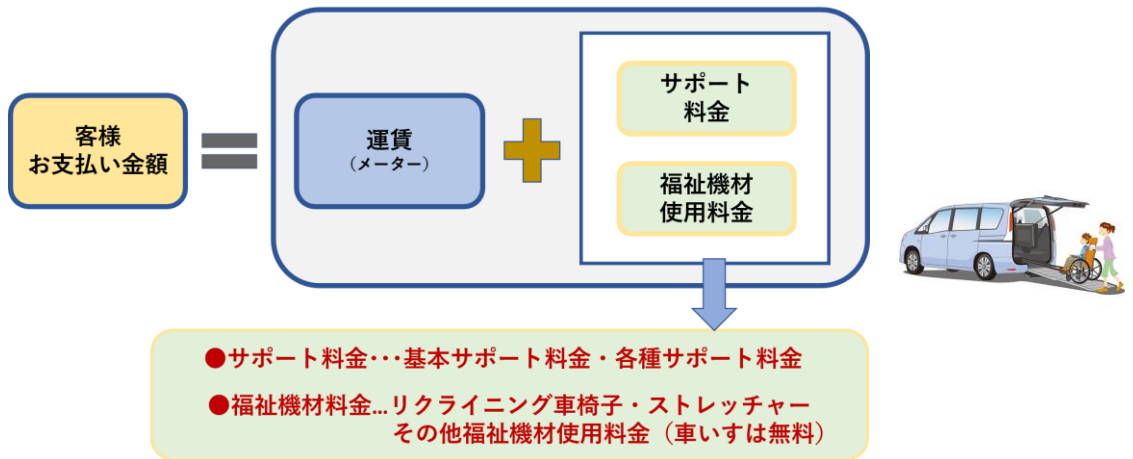 客様
お支払い金額
運賃
（メーター）
サポート
料金
福祉機材
使用料金
●サポート料金･･･基本サポート料金・各種サポート料金
●福祉機材料金…リクライニング車椅子・ストレッチャー
その他福祉機材使用料金（車いすは無料）